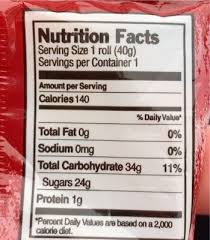 Nutrition Facts
Serving Size 1 roll (40g)
Servings per Container 1
Amount per Serving
Calories 140
% Daily Value*
Total Fat 0g 0%
Sodium 0mg 0%
Total Carbohydrate 34g 11%
Sugars 24g
Protein 1g
*Percent Daily Values are based on a 2,000
calorie diet.